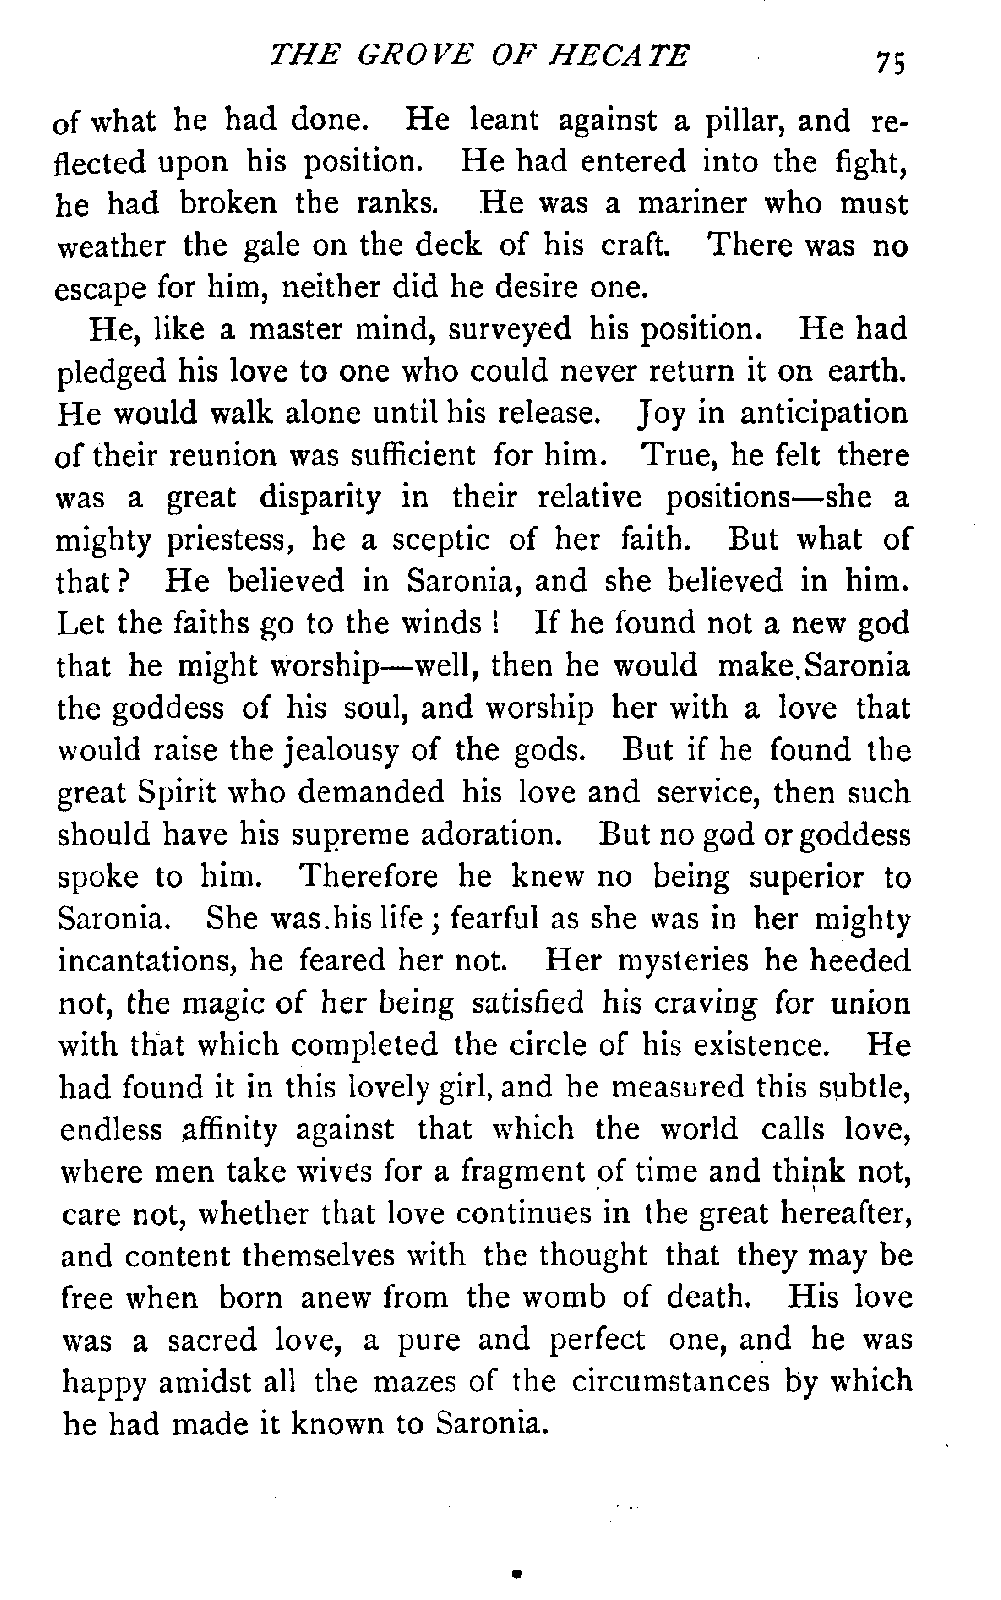 THE GROVE OF HECATE 75
of what he had done. He leant against a pillar, and re-
flected upon his position. He had entered into the fight,
he had broken the ranks. He was a mariner who must
weather the gale on the deck of his craft. There was no
escape for him, neither did he desire one.
He, like a master mind, surveyed his position. He had
pledged his love to one who could never return it on earth.
He would walk alone until his release. Joy in anticipation
of their reunion was sufficient for him. True, he felt there
was a great disparity in their relative positions—she a
mighty priestess, he a sceptic of her faith. But what of
that? He believed in Saronia, and she believed in him.
Let the faiths go to the winds! If he found not a new god
that he might worship—well, then he would make Saronia
the goddess of his soul, and worship her with a love that
would raise the jealousy of the gods. But if he found the
great Spirit who demanded his love and service, then such
should have his supreme adoration. But no god or goddess
spoke to him. Therefore he knew no being superior to
Saronia. She was his life; fearful as she was in her mighty
incantations, he feared her not. Her mysteries he heeded
not, the magic of her being satisfied his craving for union
with that which completed the circle of his existence. He
had found it in this lovely girl, and he measured this subtle,
endless affinity against that which the world calls love,
where men take wives for a fragment of time and think not,
care not, whether that love continues in the great hereafter,
and content themselves with the thought that they may be
free when born anew from the womb of death. His love
was a sacred love, a pure and perfect one, and he was
happy amidst all the mazes of the circumstances by which
he had made it known to Saronia.